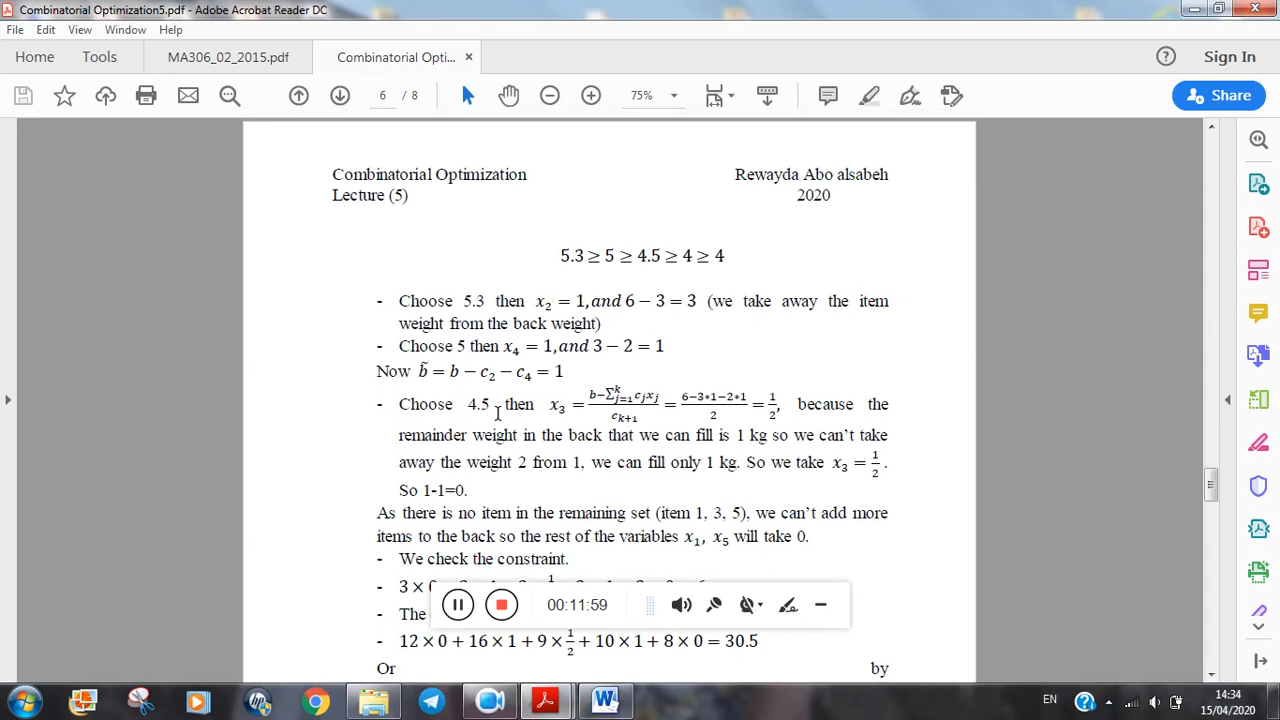 Combinatorial Optimization5.pdf - Adobe Acrobat Reader DC
File Edit View Window Help
Home Tools MA306_02_2015.pdf Combinatorial Opti... × Sign In
6 / 8 75% Share
Combinatorial Optimization Rewayda Abo alsabeh
Lecture (5) 2020
5.3 ≥ 5 ≥ 4.5 ≥ 4 ≥ 4
- Choose 5.3 then x₂ = 1, and 6 − 3 = 3 (we take away the item
weight from the back weight)
- Choose 5 then x₄ = 1, and 3 − 2 = 1
Now b̃ = b − c₂ − c₄ = 1
- Choose 4.5 then x₃ = (b−∑ⱼ₌₁ᵏ cⱼxⱼ)/cₖ₊₁ = (6−3*1−2*1)/2 = 1/2, because the
remainder weight in the back that we can fill is 1 kg so we can't take
away the weight 2 from 1, we can fill only 1 kg. So we take x₃ = 1/2.
So 1-1=0.
As there is no item in the remaining set (item 1, 3, 5), we can't add more
items to the back so the rest of the variables x₁, x₅ will take 0.
- We check the constraint.
- 3 × 0
- The
00:11:59
- 12 × 0 + 16 × 1 + 9 × 1/2 + 10 × 1 + 8 × 0 = 30.5
Or by
EN 14:34
15/04/2020